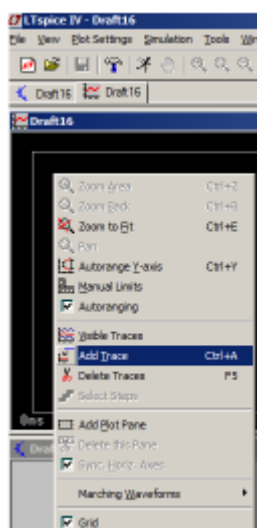 LTspice IV - Draft16
File View Plot Settings Simulation Tools
Draft16 Draft16
Draft16
Zoom Area Ctrl+Z
Zoom Back Ctrl+B
Zoom to Fit Ctrl+E
Pan
Autorange Y-axis Ctrl+Y
Manual Limits
Autoranging
Visible Traces
Add Trace Ctrl+A
Delete Traces F5
Select Steps
0ns
Add Plot Pane
Delete this Pane
Sync. Horiz. Axes
Marching Waveforms
Grid